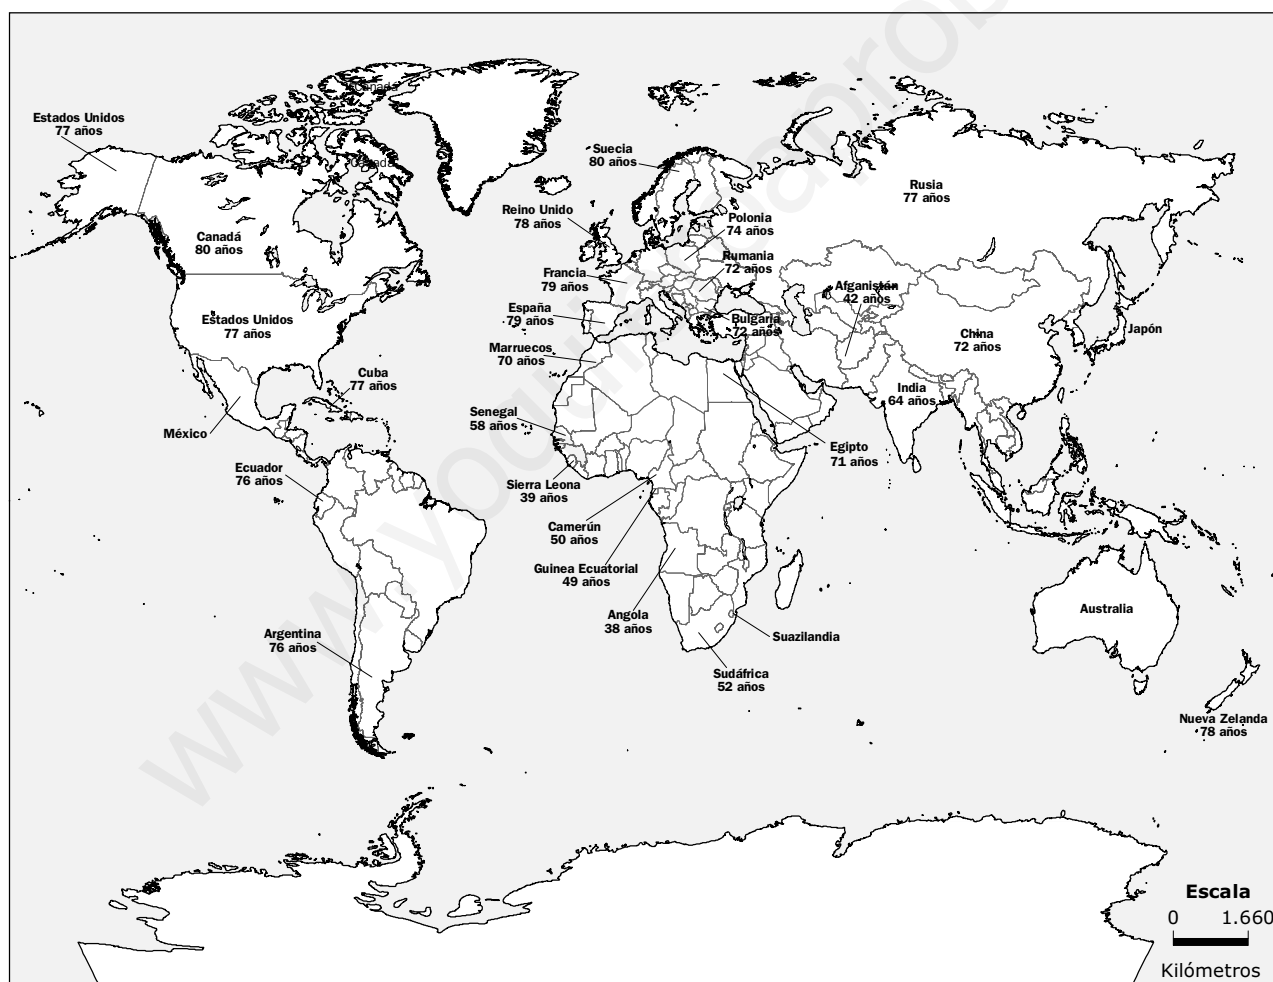 Canadá
Estados Unidos
77 años
Canadá
Suecia
80 años
Rusia
77 años
Reino Unido
78 años
Polonia
74 años
Canadá
80 años
Rumania
72 años
Francia
79 años
Afganistán
42 años
España
79 años
Estados Unidos
77 años
Bulgaria
72 años
China
72 años
Japón
Marruecos
70 años
Cuba
77 años
India
64 años
México
Senegal
58 años
Egipto
71 años
Ecuador
76 años
Sierra Leona
39 años
Camerún
50 años
Guinea Ecuatorial
49 años
Angola
38 años
Suazilandia
Australia
Argentina
76 años
Sudáfrica
52 años
Nueva Zelanda
78 años
Escala
0 1.660
Kilómetros